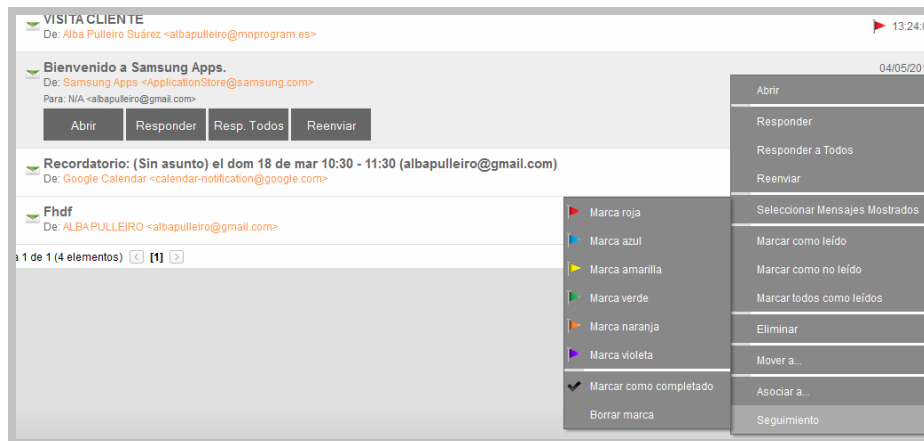 VISITA CLIENTE
De: Alba Pulleiro Suárez <albapulleiro@mnprogram.es>
13:24:
Bienvenido a Samsung Apps.
04/05/201
De: Samsung Apps <ApplicationStore@samsung.com>
Para: N/A <albapulleiro@gmail.com>
Abrir Responder Resp. Todos Reenviar
Recordatorio: (Sin asunto) el dom 18 de mar 10:30 - 11:30 (albapulleiro@gmail.com)
De: Google Calendar <calendar-notification@google.com>
Fhdf
De: ALBAPULLEIRO <albapulleiro@gmail.com>
a 1 de 1 (4 elementos) < [1] >
Abrir
Responder
Responder a Todos
Reenviar
Seleccionar Mensajes Mostrados
Marcar como leído
Marcar como no leído
Marcar todos como leídos
Eliminar
Mover a...
Asociar a...
Seguimiento
Marca roja
Marca azul
Marca amarilla
Marca verde
Marca naranja
Marca violeta
Marcar como completado
Borrar marca